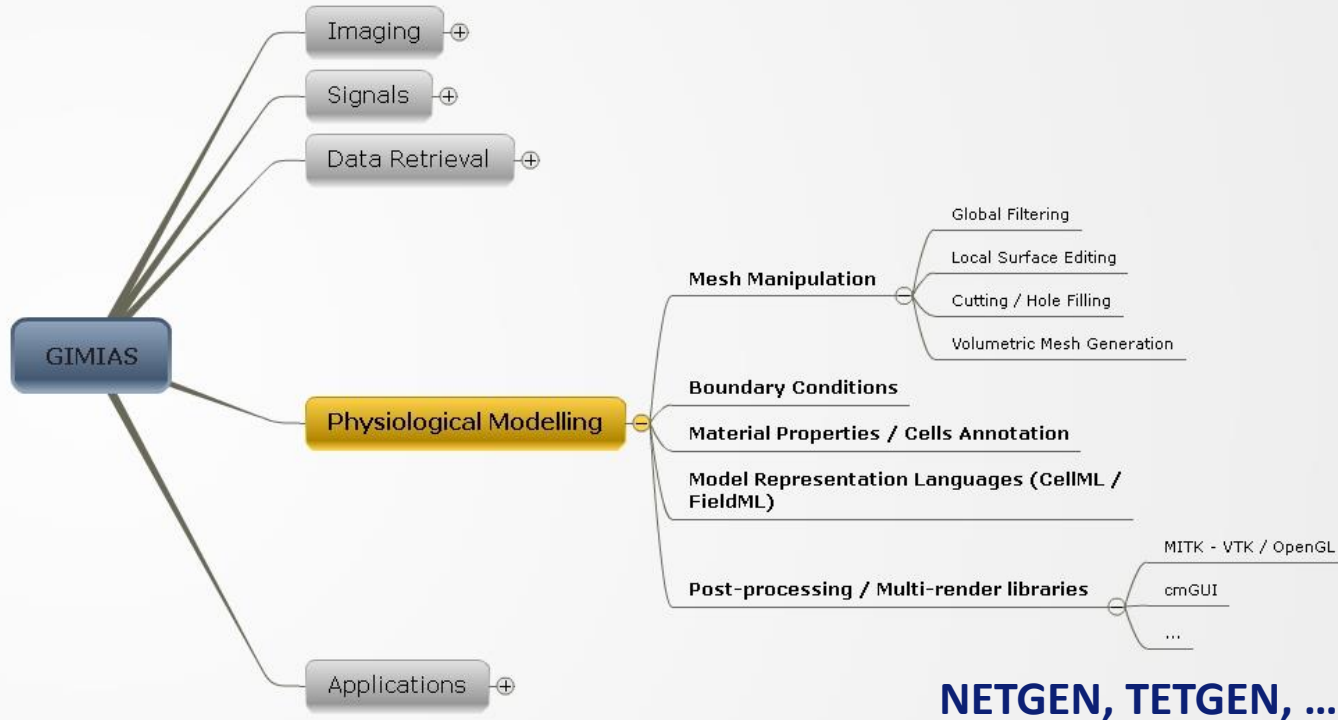 Imaging
Signals
Data Retrieval
Global Filtering
Local Surface Editing
Mesh Manipulation
Cutting / Hole Filling
Volumetric Mesh Generation
GIMIAS
Boundary Conditions
Physiological Modelling
Material Properties / Cells Annotation
Model Representation Languages (CellML /
FieldML)
MITK - VTK / OpenGL
Post-processing / Multi-render libraries
cmGUI
...
Applications
NETGEN, TETGEN, ...